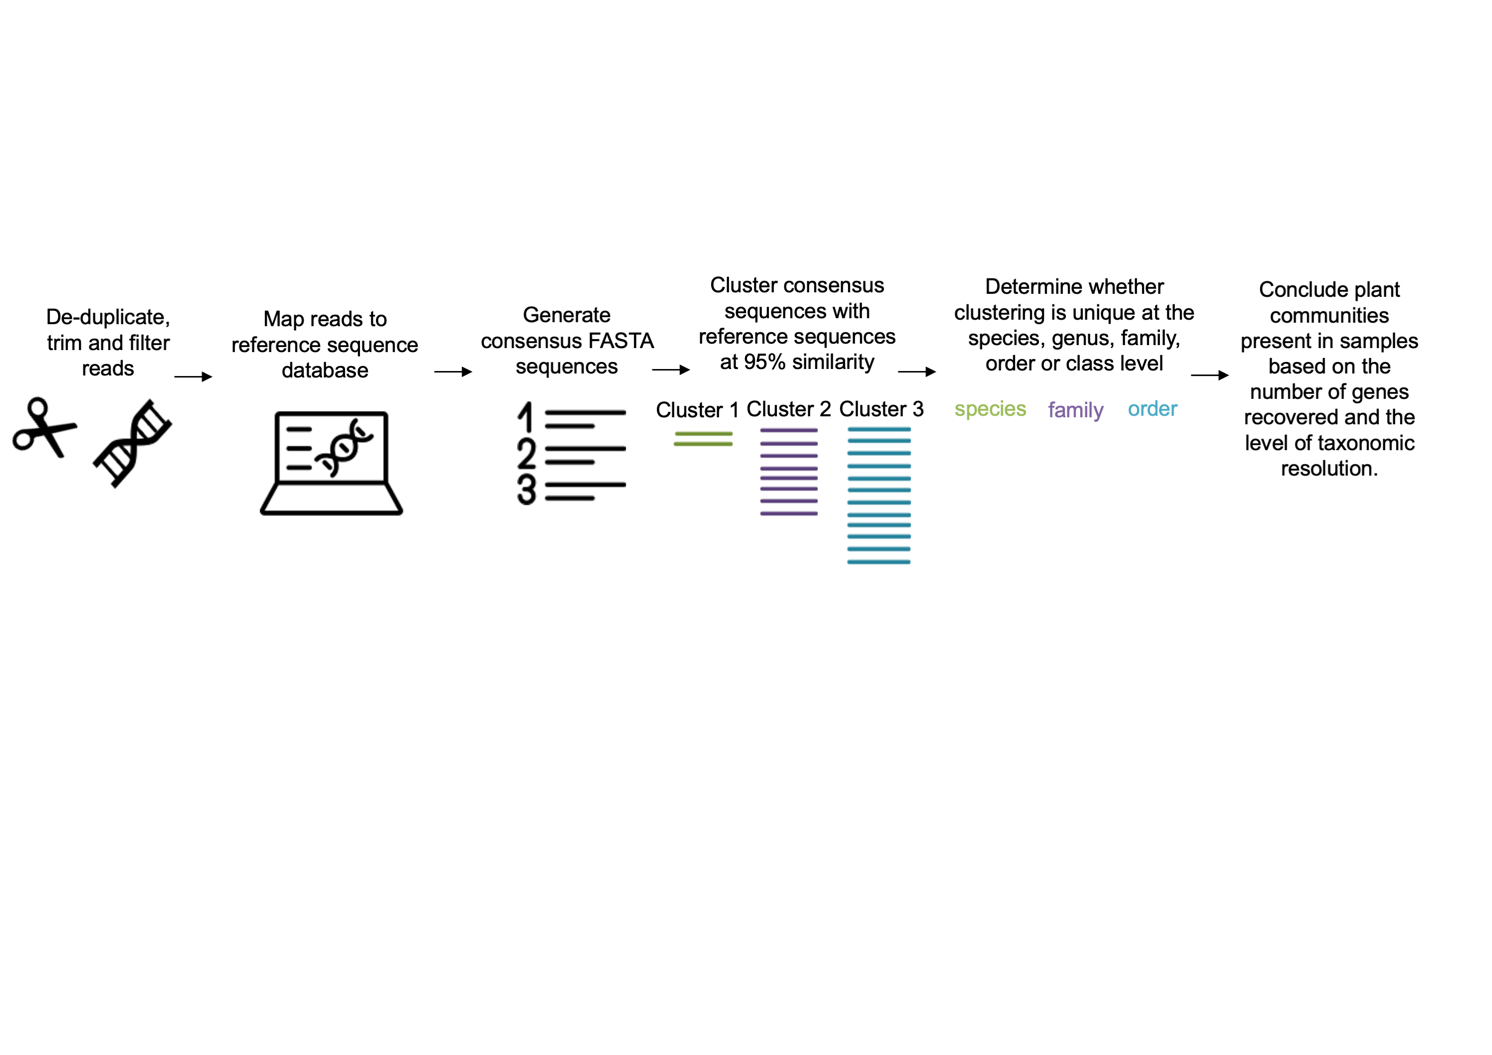 De-duplicate,
trim and filter
reads
Map reads to
reference sequence
database
Generate
consensus FASTA
sequences
1
2
3
Cluster consensus
sequences with
reference sequences
at 95% similarity
Cluster 1 Cluster 2 Cluster 3
Determine whether
clustering is unique at the
species, genus, family,
order or class level
species family order
Conclude plant
communities
present in samples
based on the
number of genes
recovered and the
level of taxonomic
resolution.